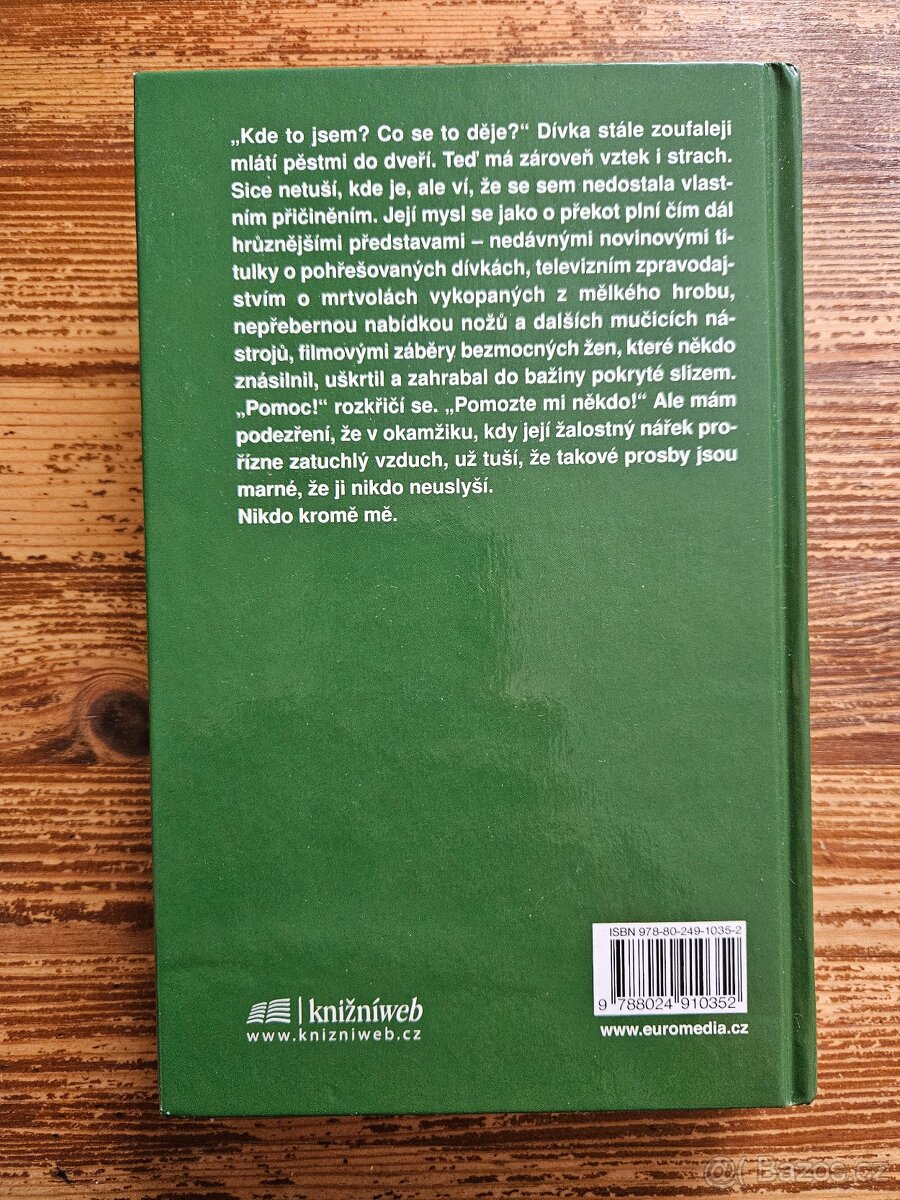 „Kde to jsem? Co se to děje?“ Dívka stále zoufaleji
mlátí pěstmi do dveří. Teď má zároveň vztek i strach.
Sice netuší, kde je, ale ví, že se sem nedostala vlast-
ním přičiněním. Její mysl se jako o překot plní čím dál
hrůznějšími představami – nedávnými novinovými ti-
tulky o pohřešovaných dívkách, televizním zpravodaj-
stvím o mrtvolách vykopaných z mělkého hrobu,
nepřebernou nabídkou nožů a dalších mučicích ná-
strojů, filmovými záběry bezmocných žen, které někdo
znásilnil, uškrtil a zahrabal do bažiny pokryté slizem.
„Pomoc!“ rozkřičí se. „Pomozte mi někdo!“ Ale mám
podezření, že v okamžiku, kdy její žalostný nářek pro-
řízne zatuchlý vzduch, už tuší, že takové prosby jsou
marné, že ji nikdo neuslyší.
Nikdo kromě mě.
ISBN 978-80-249-1035-2
9 788024 910352
www.euromedia.cz
knižníweb
www.knizniweb.cz
@Bazos.cz